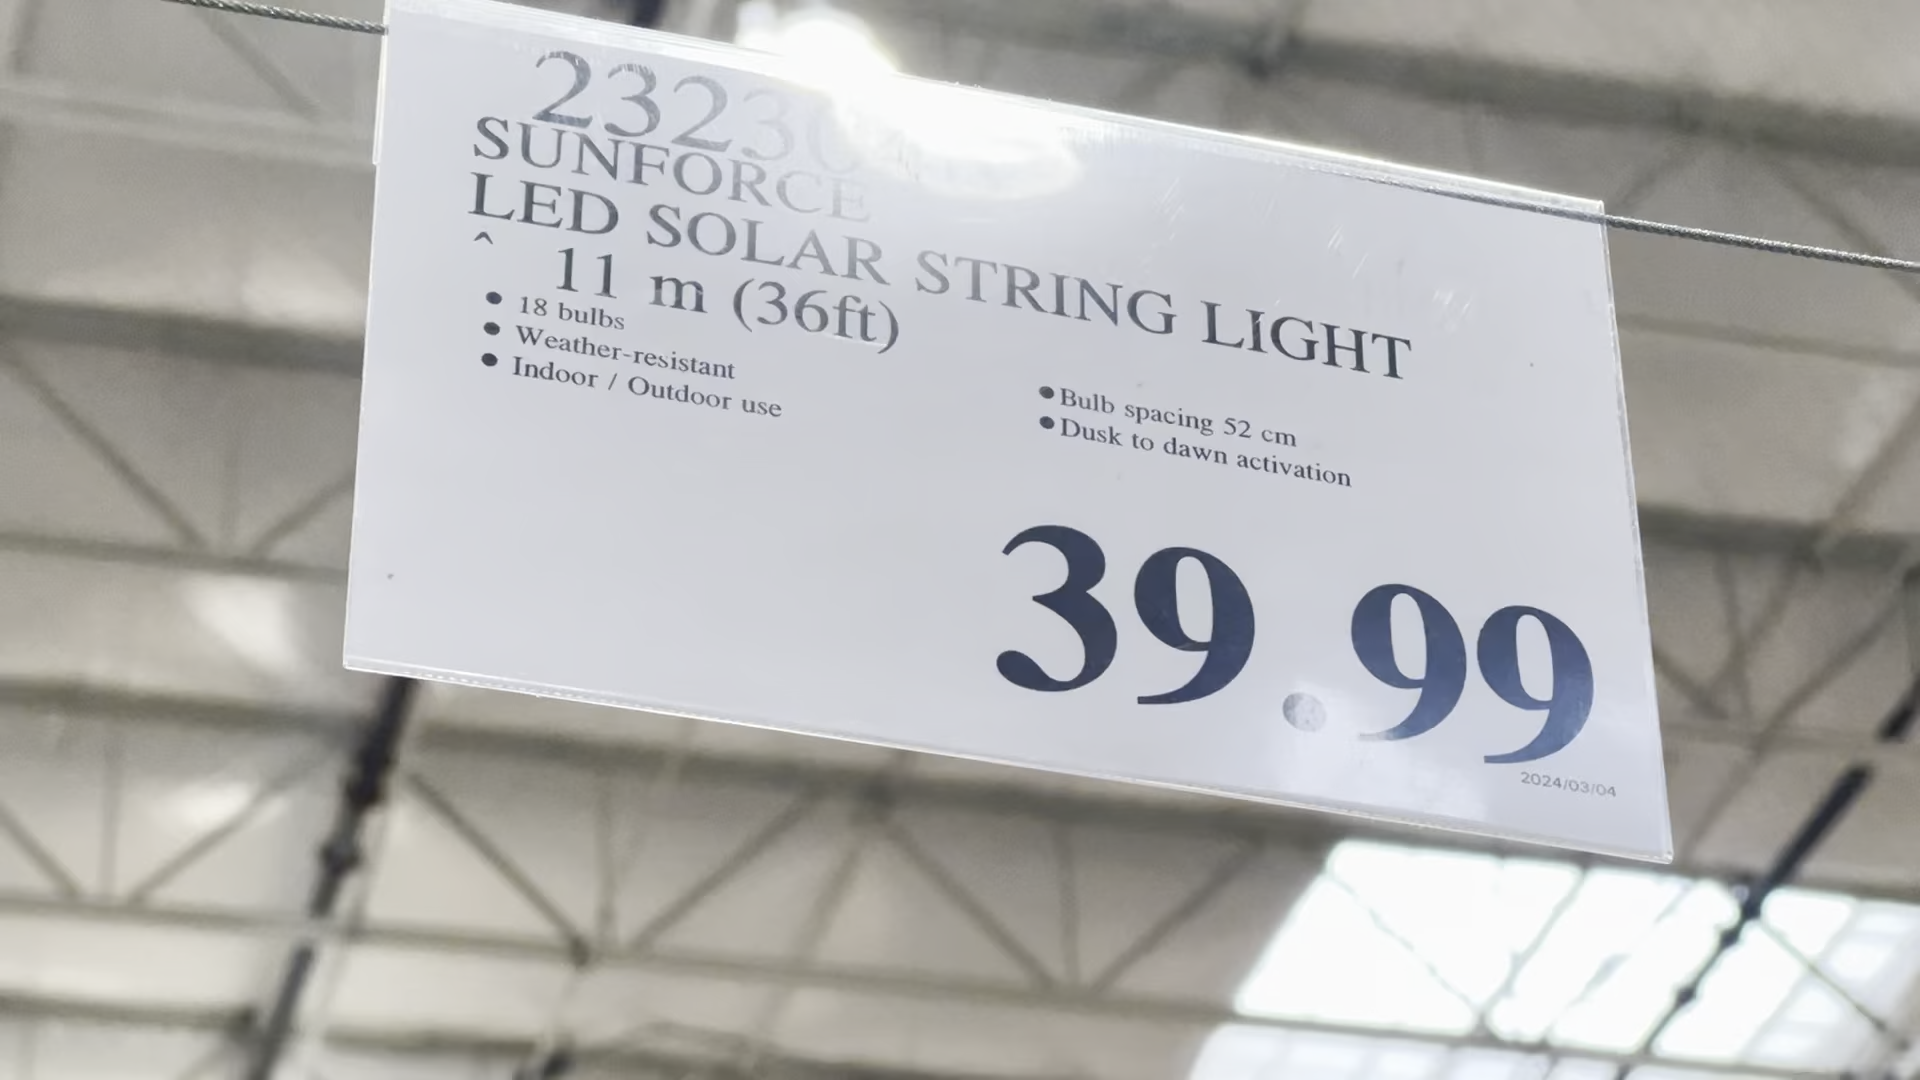 SUNFORCE
LED SOLAR STRING LIGHT
^ 11 m (36ft)
• 18 bulbs
• Weather-resistant
• Indoor / Outdoor use
• Bulb spacing 52 cm
• Dusk to dawn activation
39.99
2024/03/04